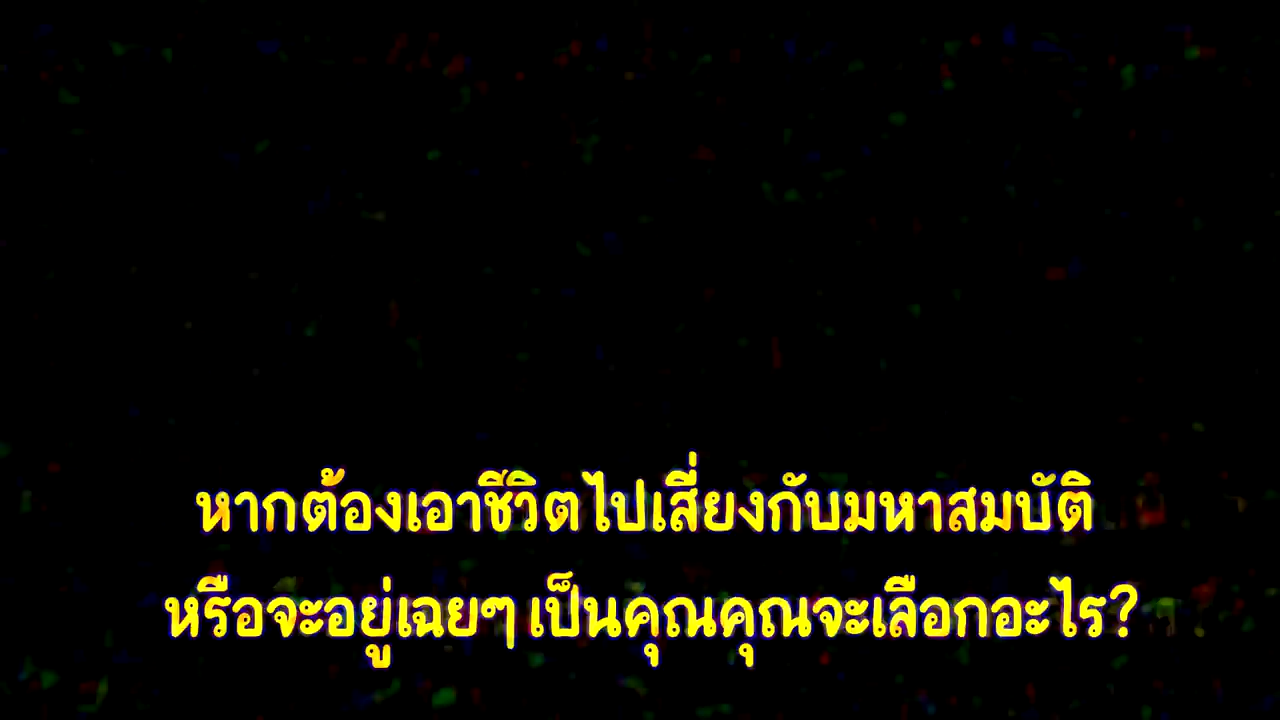 หากต้องเอาชีวิตไปเสี่ยงกับมหาสมบัติ
หรือจะอยู่เฉยๆ เป็นคุณคุณจะเลือกอะไร?